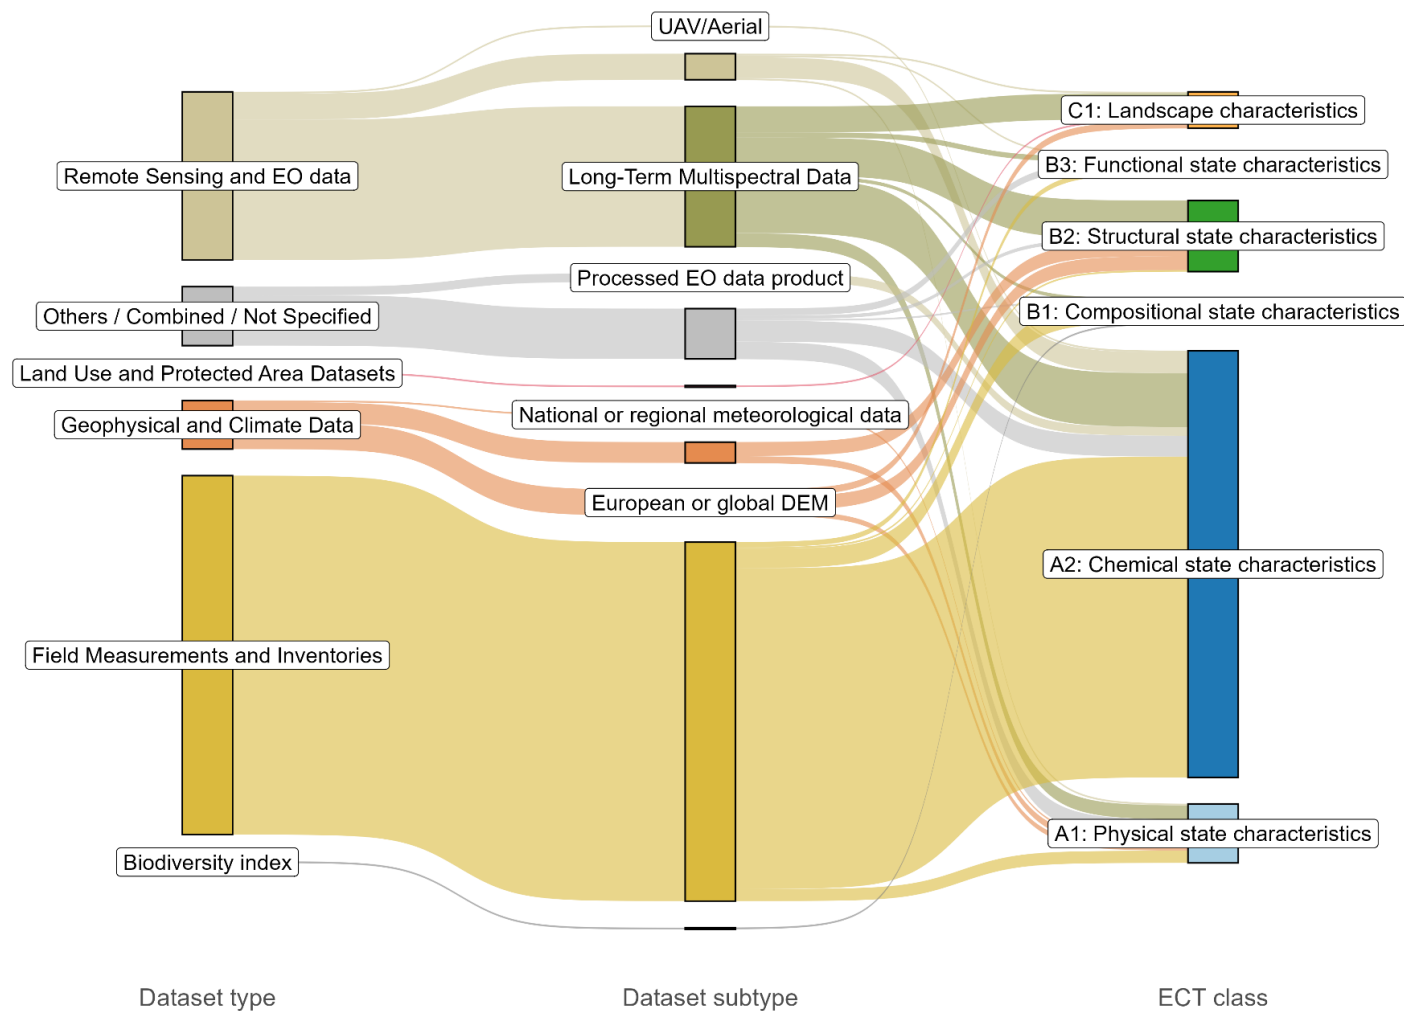 UAV/Aerial
C1: Landscape characteristics
B3: Functional state characteristics
Remote Sensing and EO data
Long-Term Multispectral Data
B2: Structural state characteristics
Processed EO data product
Others / Combined / Not Specified
B1: Compositional state characteristics
Land Use and Protected Area Datasets
National or regional meteorological data
Geophysical and Climate Data
European or global DEM
A2: Chemical state characteristics
Field Measurements and Inventories
A1: Physical state characteristics
Biodiversity index
Dataset type
Dataset subtype
ECT class